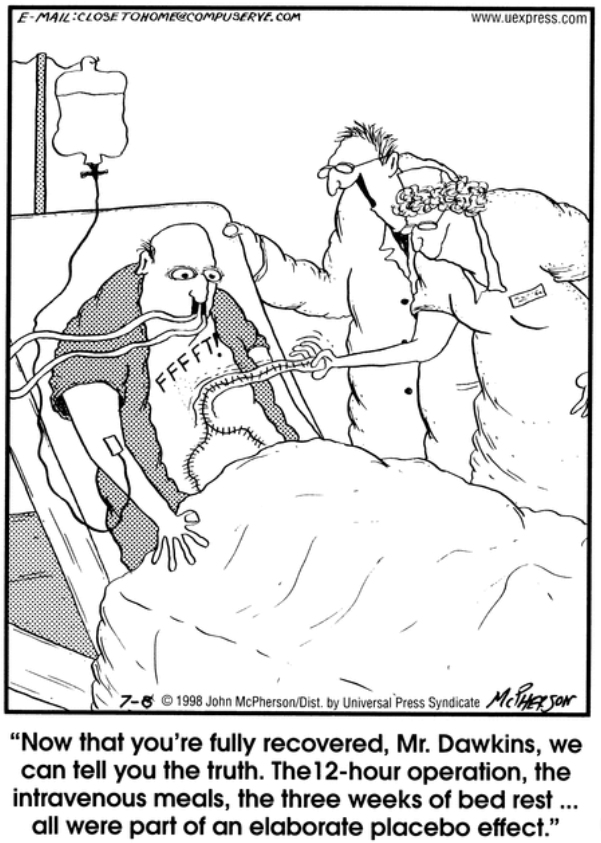 E-MAIL:CLOSETOHOME@COMPUSERVE.COM
www.uexpress.com
FFFFT!
7-8 © 1998 John McPherson/Dist. by Universal Press Syndicate McPHERSON
“Now that you're fully recovered, Mr. Dawkins, we
can tell you the truth. The12-hour operation, the
intravenous meals, the three weeks of bed rest ...
all were part of an elaborate placebo effect.”